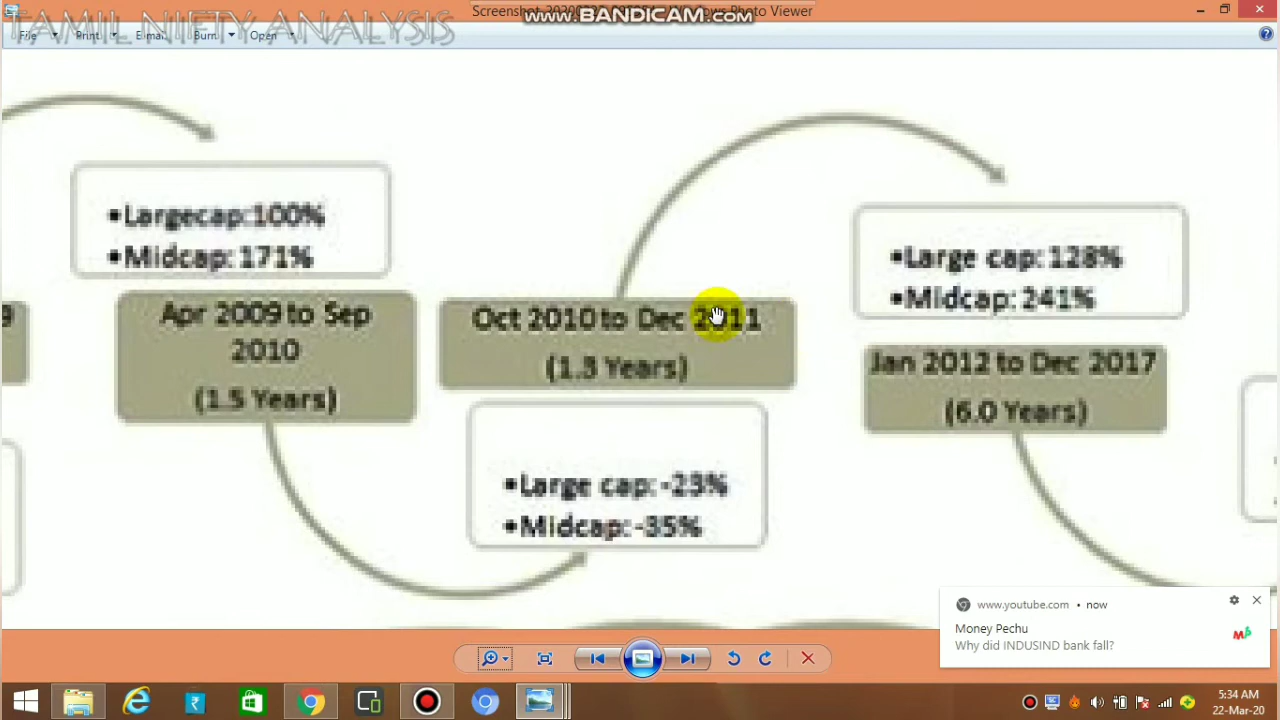 www.BANDICAM.com
Photo Viewer
TAMIL NIFTY ANALYSIS
File Print E-mail Burn Open
•Largecap:100%
•Midcap: 171%
Apr 2009 to Sep
2010
(1.5 Years)
Oct 2010 to Dec 2011
(1.3 Years)
•Large cap: -23%
•Midcap: -35%
•Large cap: 128%
•Midcap: 241%
Jan 2012 to Dec 2017
(6.0 Years)
9
www.youtube.com • now
Money Pechu
Why did INDUSIND bank fall?
5:34 AM
22-Mar-20